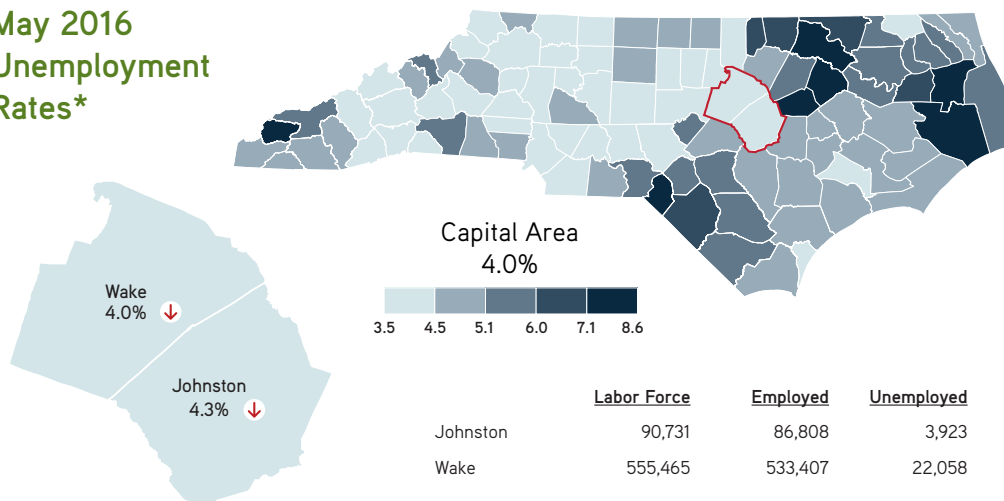 May 2016
Unemployment
Rates*
Capital Area
4.0%
3.5 4.5 5.1 6.0 7.1 8.6
Wake
4.0%
Johnston
4.3%
Labor Force Employed Unemployed
Johnston 90,731 86,808 3,923
Wake 555,465 533,407 22,058